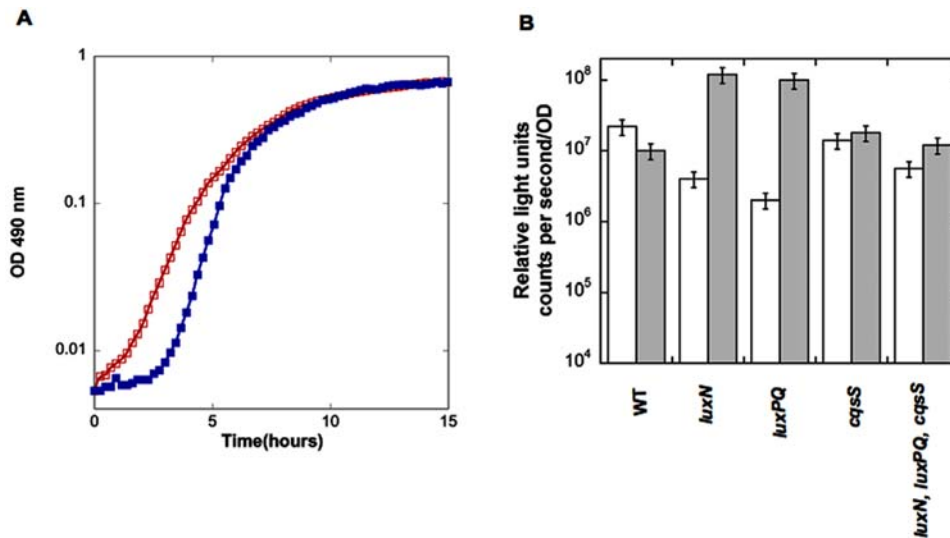 A
OD 490 nm
1
0.1
0.01
0
5
10
15
Time(hours)
B
Relative light units
counts per second/OD
10⁸
10⁷
10⁶
10⁵
10⁴
WT
luxN
luxPQ
cqsS
luxN, luxPQ, cqsS